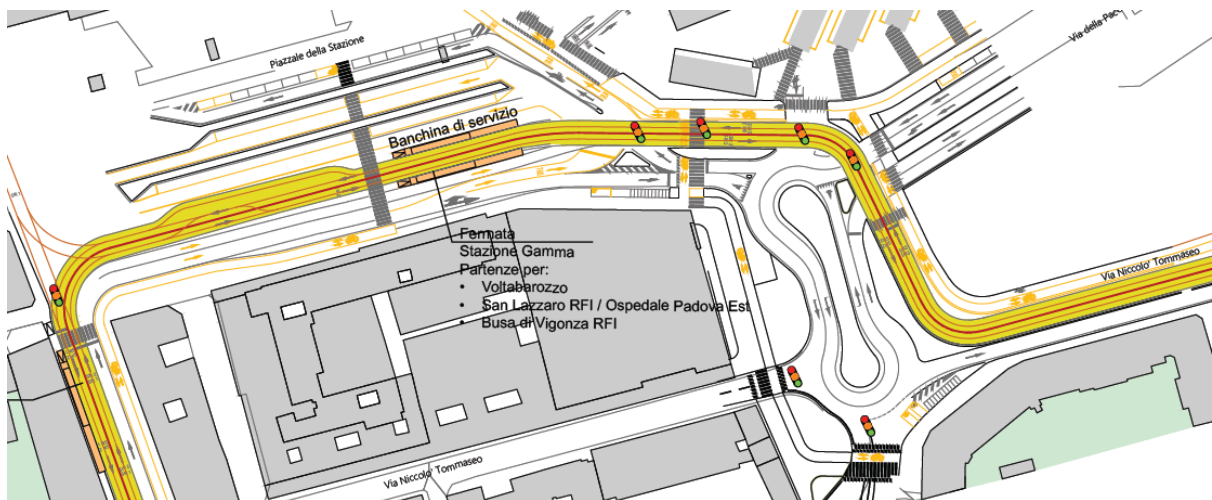 Piazzale della Stazione
Via della Pace
Banchina di servizio
Fermata
Stazione Gamma
Partenze per:
• Voltabarozzo
• San Lazzaro RFI / Ospedale Padova Est
• Busa di Vigonza RFI
Via Niccolo' Tommaseo
Via Niccolo' Tommaseo